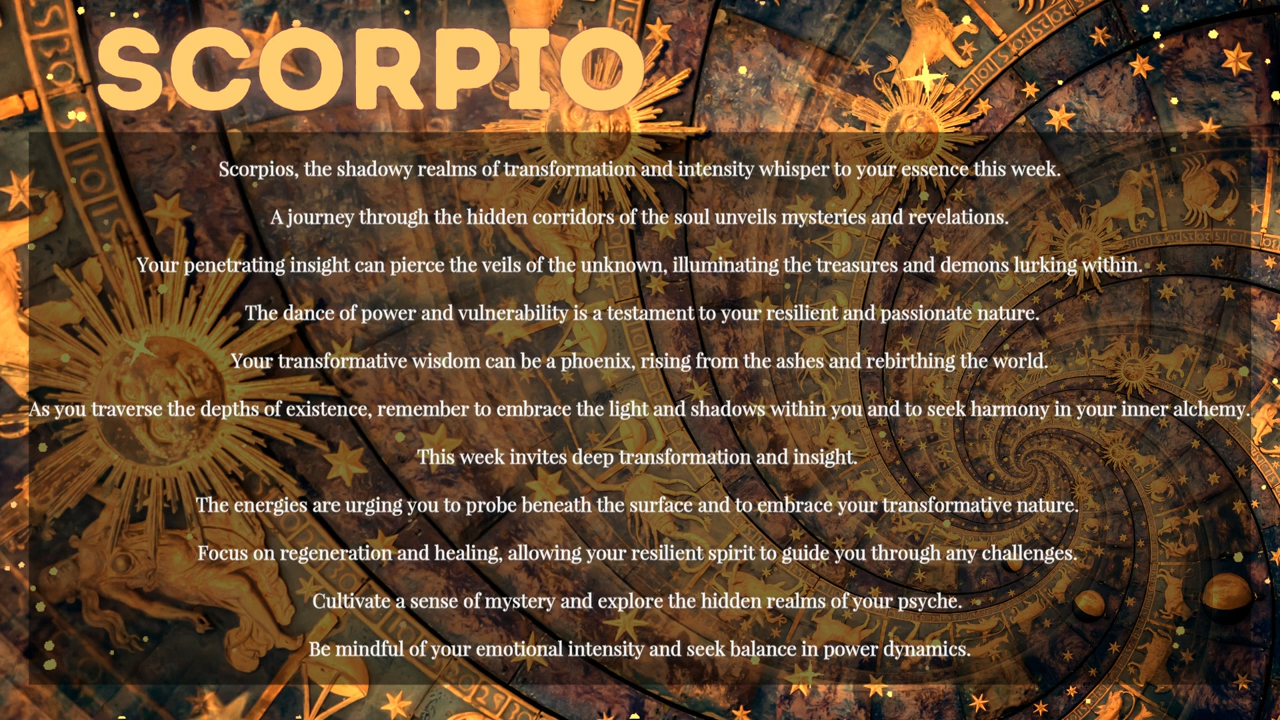 SCORPIO
Scorpios, the shadowy realms of transformation and intensity whisper to your essence this week.
A journey through the hidden corridors of the soul unveils mysteries and revelations.
Your penetrating insight can pierce the veils of the unknown, illuminating the treasures and demons lurking within.
The dance of power and vulnerability is a testament to your resilient and passionate nature.
Your transformative wisdom can be a phoenix, rising from the ashes and rebirthing the world.
As you traverse the depths of existence, remember to embrace the light and shadows within you and to seek harmony in your inner alchemy.
This week invites deep transformation and insight.
The energies are urging you to probe beneath the surface and to embrace your transformative nature.
Focus on regeneration and healing, allowing your resilient spirit to guide you through any challenges.
Cultivate a sense of mystery and explore the hidden realms of your psyche.
Be mindful of your emotional intensity and seek balance in power dynamics.